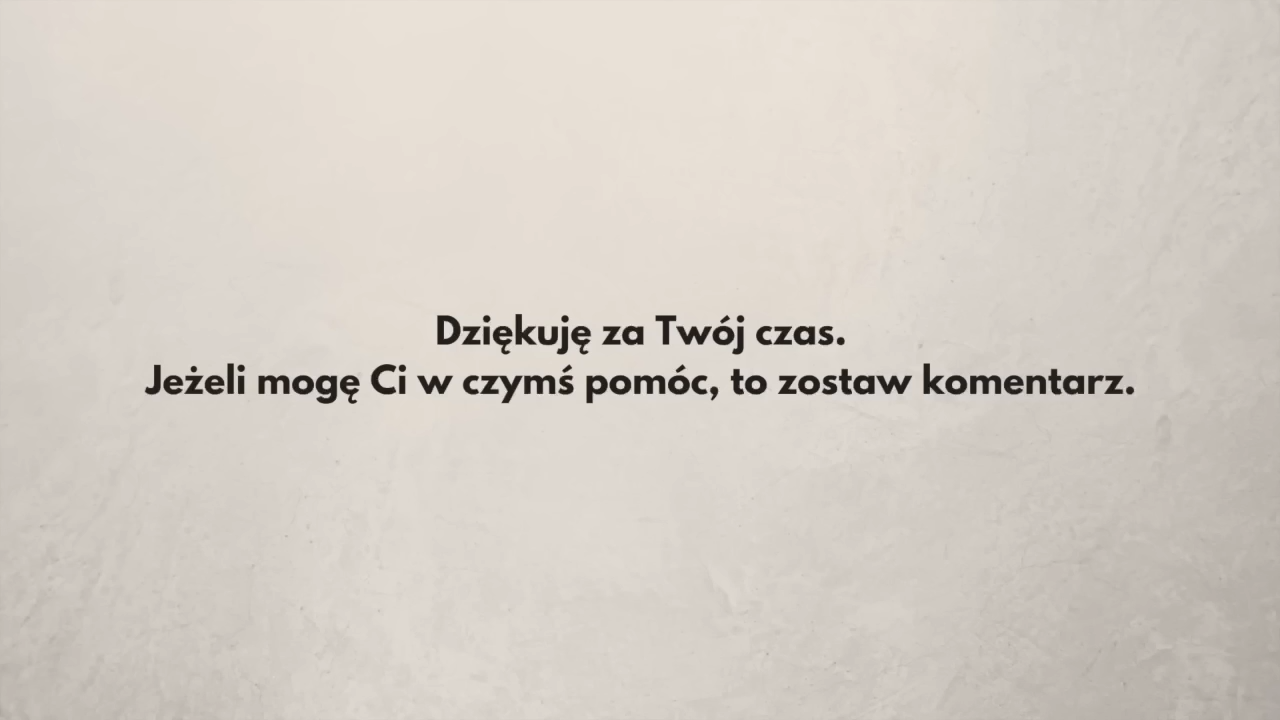 Dziękuję za Twój czas.
Jeżeli mogę Ci w czymś pomóc, to zostaw komentarz.